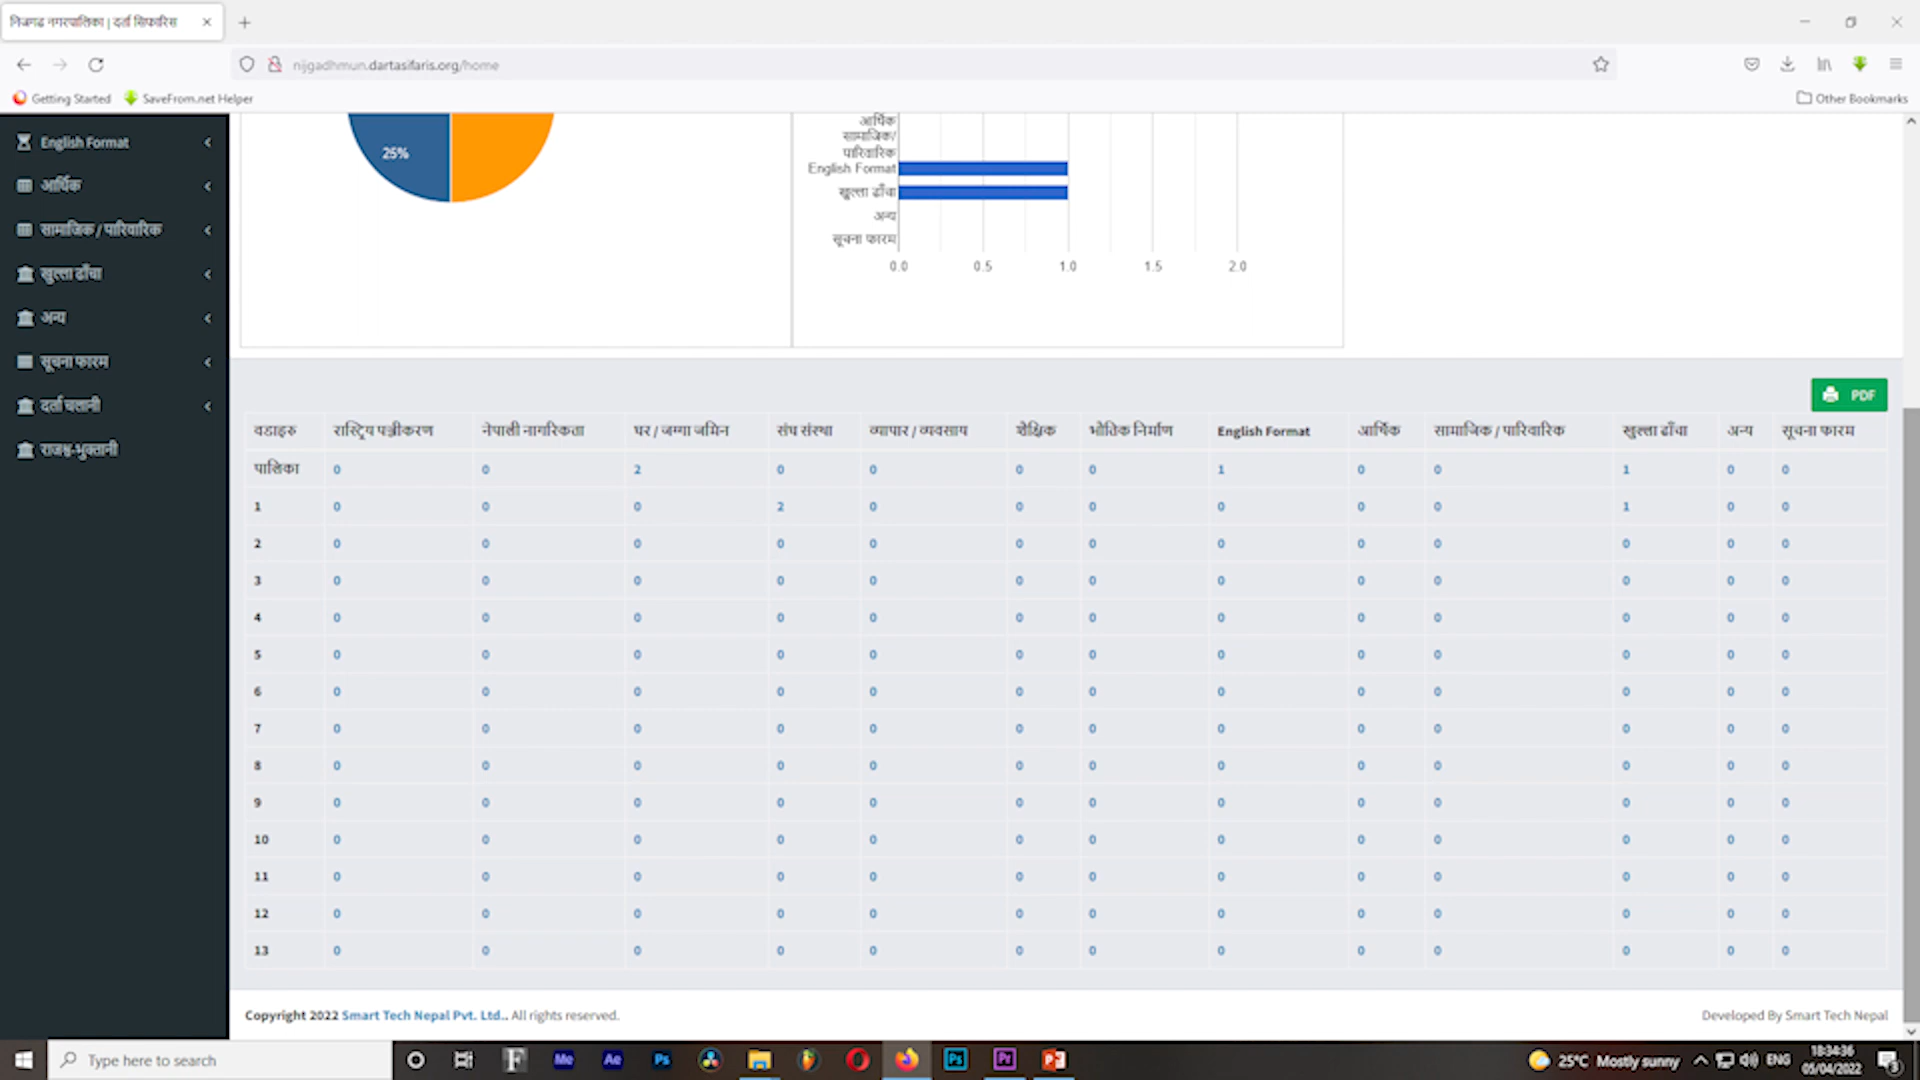 निजगढ नगरपालिका | दर्ता सिफारिस
nijgadhmun.dartasifaris.org/home
Getting Started SaveFrom.net Helper Other Bookmarks
English Format
आर्थिक
सामाजिक / पारिवारिक
खुल्ला ढाँचा
अन्य
सूचना फारम
दर्ता चलानी
राजश्व-भुक्तानी
25%
आर्थिक
सामाजिक/
पारिवारिक
English Format
खुल्ला ढाँचा
अन्य
सूचना फारम
0.0 0.5 1.0 1.5 2.0
PDF
वडाहरु रास्ट्रिय पञ्जीकरण नेपाली नागरिकता घर / जग्गा जमिन संघ संस्था व्यापार / व्यवसाय शैक्षिक भौतिक निर्माण English Format आर्थिक सामाजिक / पारिवारिक खुल्ला ढाँचा अन्य सूचना फारम
पालिका 0 0 2 0 0 0 0 1 0 0 1 0 0
1 0 0 0 2 0 0 0 0 0 0 1 0 0
2 0 0 0 0 0 0 0 0 0 0 0 0 0
3 0 0 0 0 0 0 0 0 0 0 0 0 0
4 0 0 0 0 0 0 0 0 0 0 0 0 0
5 0 0 0 0 0 0 0 0 0 0 0 0 0
6 0 0 0 0 0 0 0 0 0 0 0 0 0
7 0 0 0 0 0 0 0 0 0 0 0 0 0
8 0 0 0 0 0 0 0 0 0 0 0 0 0
9 0 0 0 0 0 0 0 0 0 0 0 0 0
10 0 0 0 0 0 0 0 0 0 0 0 0 0
11 0 0 0 0 0 0 0 0 0 0 0 0 0
12 0 0 0 0 0 0 0 0 0 0 0 0 0
13 0 0 0 0 0 0 0 0 0 0 0 0 0
Copyright 2022 Smart Tech Nepal Pvt. Ltd.. All rights reserved. Developed By Smart Tech Nepal
Type here to search Me Ae Ps Ps Pr P 25°C Mostly sunny ENG 18:34:36
05/04/2022 3